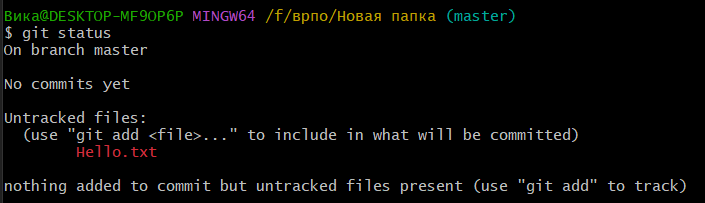 Вика@DESKTOP-MF9OP6P MINGW64 /f/врпо/Новая папка (master)
$ git status
On branch master
No commits yet
Untracked files:
(use "git add <file>..." to include in what will be committed)
Hello.txt
nothing added to commit but untracked files present (use "git add" to track)